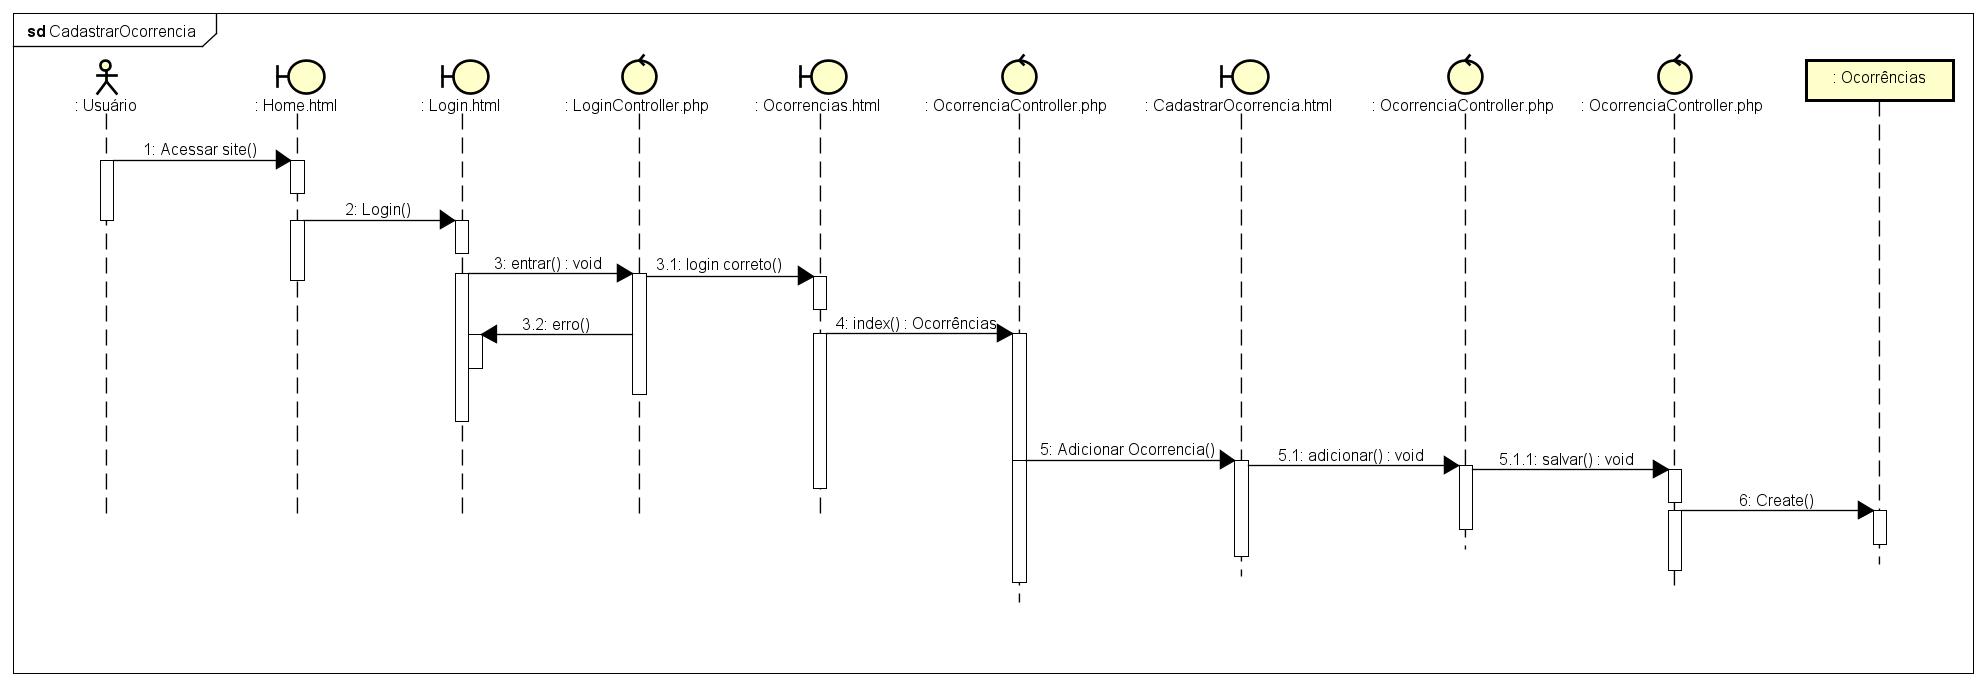 sd CadastrarOcorrencia
: Usuário
: Home.html
: Login.html
: LoginController.php
: Ocorrencias.html
: OcorrenciaController.php
: CadastrarOcorrencia.html
: OcorrenciaController.php
: OcorrenciaController.php
: Ocorrências
1: Acessar site()
2: Login()
3: entrar() : void
3.1: login correto()
3.2: erro()
4: index() : Ocorrências
5: Adicionar Ocorrencia()
5.1: adicionar() : void
5.1.1: salvar() : void
6: Create()